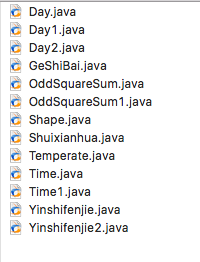 Day.java
Day1.java
Day2.java
GeShiBai.java
OddSquareSum.java
OddSquareSum1.java
Shape.java
Shuixianhua.java
Temperate.java
Time.java
Time1.java
Yinshifenjie.java
Yinshifenjie2.java